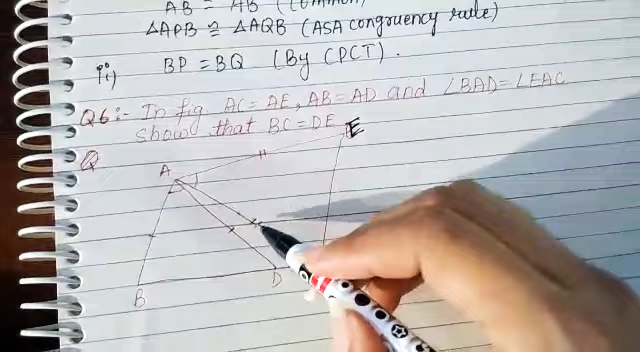 AB = AB (common)
ΔAPB ≅ ΔAQB (ASA congruency rule)
ii) BP = BQ (By CPCT).
Q6:- In fig AC = AE, AB = AD and ∠BAD = ∠EAC
show that BC = DE
E
A
D
B